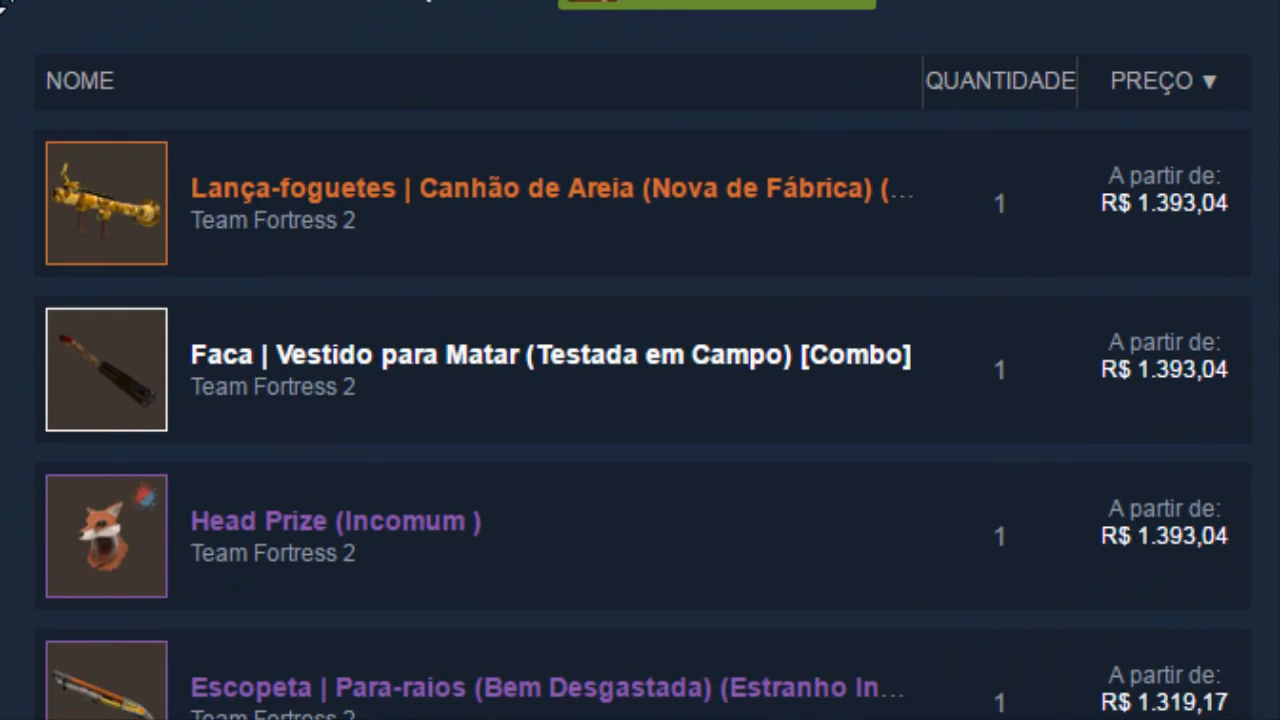 NOME QUANTIDADE PREÇO ▼
Lança-foguetes | Canhão de Areia (Nova de Fábrica) (...
Team Fortress 2
1
A partir de:
R$ 1.393,04
Faca | Vestido para Matar (Testada em Campo) [Combo]
Team Fortress 2
1
A partir de:
R$ 1.393,04
Head Prize (Incomum )
Team Fortress 2
1
A partir de:
R$ 1.393,04
Escopeta | Para-raios (Bem Desgastada) (Estranho In...
Team Fortress 2
1
A partir de:
R$ 1.319,17